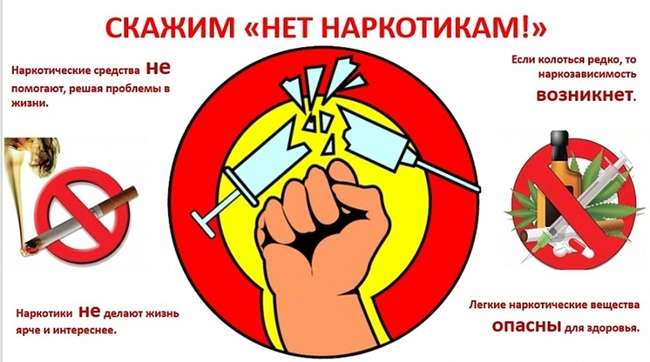 СКАЖИМ «НЕТ НАРКОТИКАМ!»
Наркотические средства не
помогают, решая проблемы в
жизни.
Если колоться редко, то
наркозависимость
возникнет.
Наркотики не делают жизнь
ярче и интереснее.
Легкие наркотические вещества
опасны для здоровья.